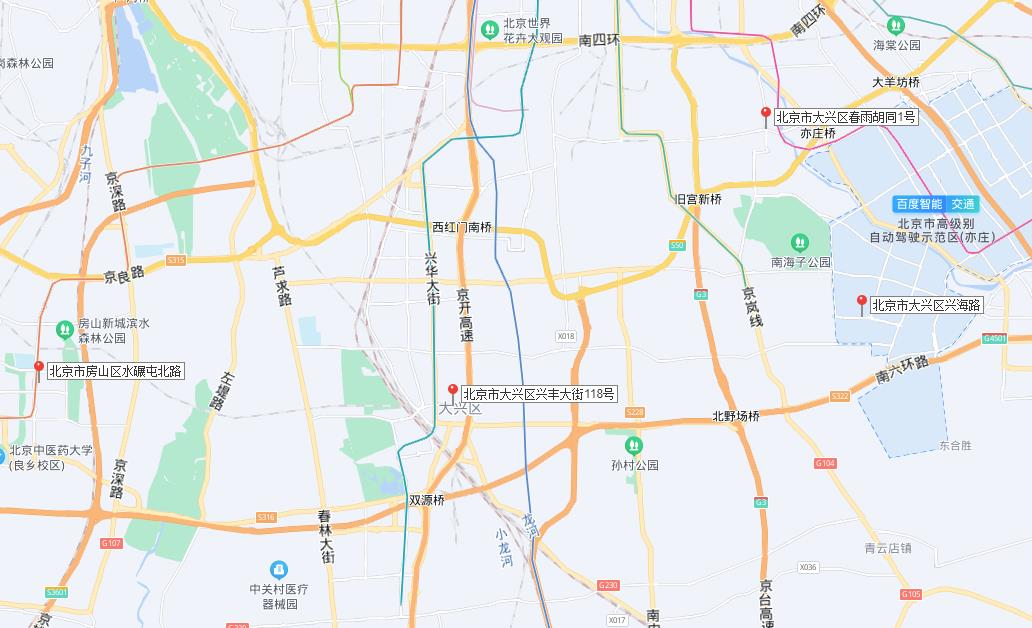 北京世界
花卉大观园
南四环
南四环
海棠公园
岗森林公园
大羊坊桥
北京市大兴区春雨胡同1号
亦庄桥
九子河
京深路
旧宫新桥
百度智能 交通
北京市高级别
自动驾驶示范区(亦庄)
西红门南桥
S50
S315
京良路
芦求路
兴华大街
京开高速
南海子公园
G3
京岚线
北京市大兴区兴海路
房山新城滨水
森林公园
X018
G4501
北京市房山区水碾屯北路
左堤路
北京市大兴区兴丰大街118号
大兴区
南六环路
S322
S228
北野场桥
北京中医药大学
(良乡校区)
京深路
孙村公园
东合胜
G104
双源桥
S316
春林大街
G3
龙河
小龙河
G107
青云店镇
中关村医疗
器械园
X036
S3601
G230
G105
X017
京台高速